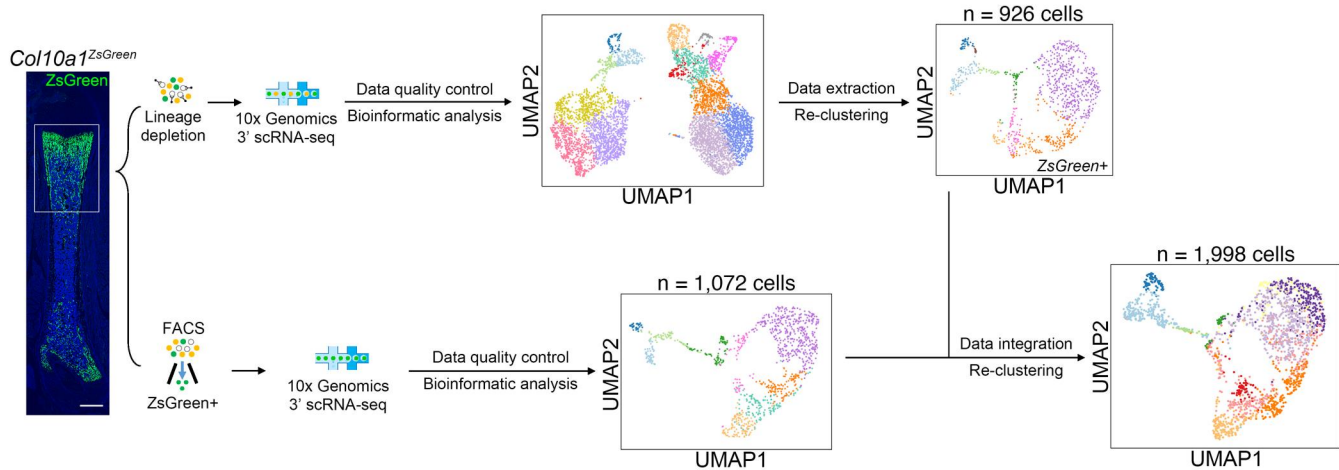 Col10a1ZsGreen
ZsGreen
Lineage
depletion
10x Genomics
3’ scRNA-seq
Data quality control
Bioinformatic analysis
UMAP2
UMAP1
Data extraction
Re-clustering
n = 926 cells
UMAP2
ZsGreen+
UMAP1
FACS
ZsGreen+
10x Genomics
3’ scRNA-seq
Data quality control
Bioinformatic analysis
n = 1,072 cells
UMAP2
UMAP1
Data integration
Re-clustering
n = 1,998 cells
UMAP2
UMAP1